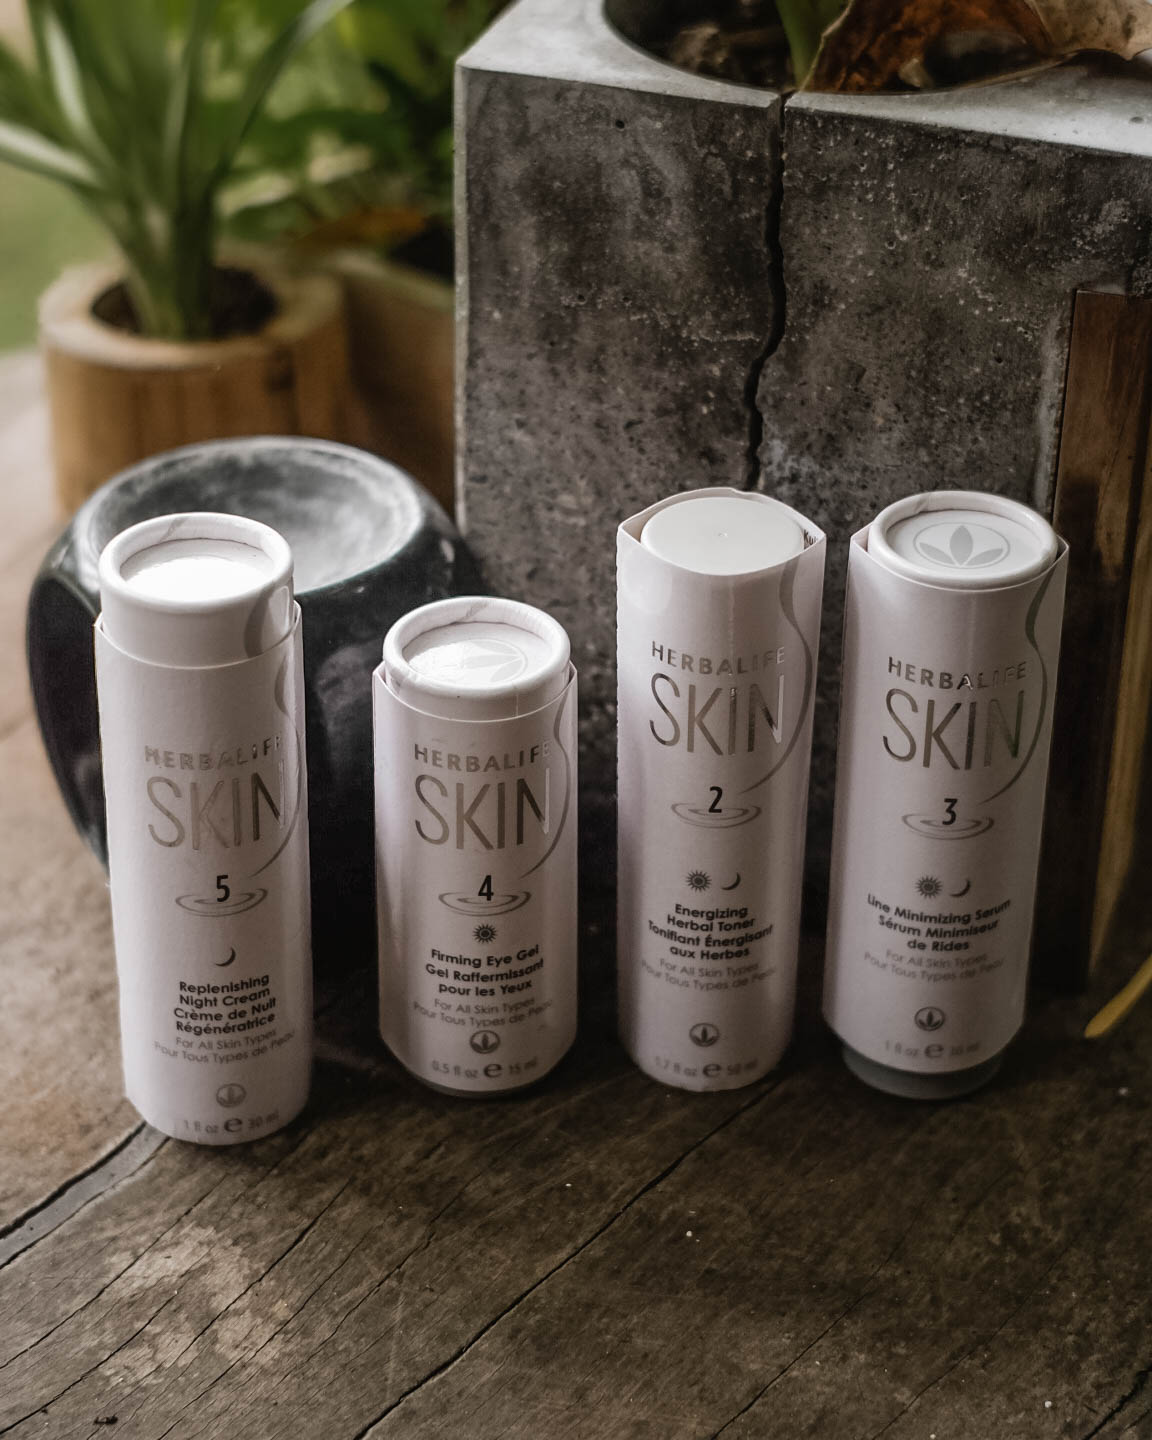 HERBALIFE
SKIN
5
Replenishing
Night Cream
Crème de Nuit
Régénératrice
For All Skin Types
Pour Tous Types de Peau
1 fl oz e 30 ml
HERBALIFE
SKIN
4
Firming Eye Gel
Gel Raffermissant
pour les Yeux
For All Skin Types
Pour Tous Types de Peau
0.5 fl oz e 15 ml
HERBALIFE
SKIN
2
Energizing
Herbal Toner
Tonifiant Énergisant
aux Herbes
For All Skin Types
Pour Tous Types de Peau
1.7 fl oz e 50 ml
HERBALIFE
SKIN
3
Line Minimizing Serum
Sérum Minimiseur
de Rides
For All Skin Types
Pour Tous Types de Peau
1 fl oz e 30 ml